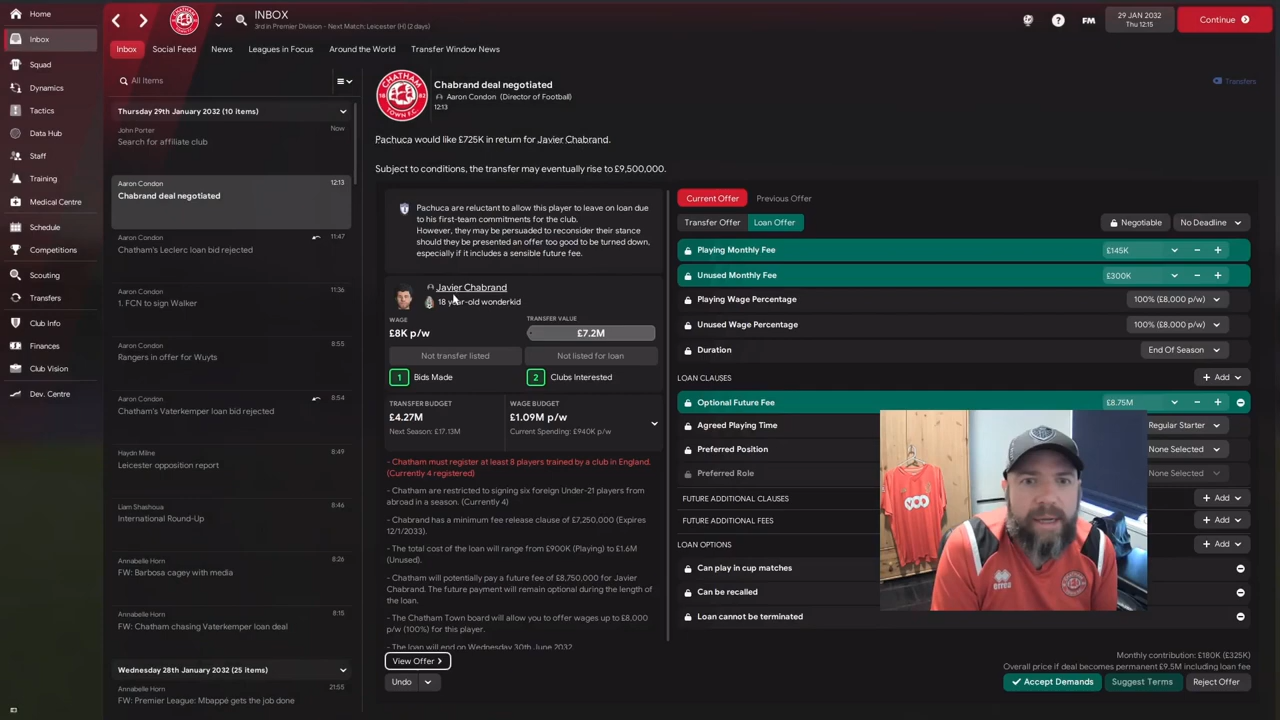 Home
INBOX
3rd in Premier Division - Next Match: Leicester (H) (2 days)
FM
29 JAN 2032
Thu 12:15
Continue
Inbox
Squad
Dynamics
Tactics
Data Hub
Staff
Training
Medical Centre
Schedule
Competitions
Scouting
Transfers
Club Info
Finances
Club Vision
Dev. Centre
Inbox
Social Feed
News
Leagues in Focus
Around the World
Transfer Window News
All Items
Thursday 29th January 2032 (10 items)
John Porter
Now
Search for affiliate club
Aaron Condon
12:13
Chabrand deal negotiated
Aaron Condon
11:47
Chatham's Leclerc loan bid rejected
Aaron Condon
11:36
1. FCN to sign Walker
Aaron Condon
8:55
Rangers in offer for Wuyts
Aaron Condon
8:54
Chatham's Vaterkemper bid rejected
Haydn Milne
8:49
Leicester opposition report
Liam Shashoua
8:46
International Round-Up
Annabelle Horn
8:26
FW: Barbosa cagey with media
Annabelle Horn
8:15
FW: Chatham chasing Vaterkemper loan deal
Wednesday 28th January 2032 (25 items)
Annabelle Horn
21:55
FW: Premier League: Mbappé gets the job done
CHATHAM
18 82
TOWN F.C.
Chabrand deal negotiated
Aaron Condon (Director of Football)
12:13
Transfers
Pachuca would like £725K in return for Javier Chabrand.
Subject to conditions, the transfer may eventually rise to £9,500,000.
Pachuca are reluctant to allow this player to leave on loan due
to his first-team commitments for the club.
However, they may be persuaded to reconsider their stance
should they be presented an offer too good to be turned down,
especially if it includes a sensible future fee.
Javier Chabrand
18 year-old wonderkid
WAGE
TRANSFER VALUE
£8K p/w
£7.2M
Not transfer listed
Not listed for loan
1 Bids Made
2 Clubs Interested
TRANSFER BUDGET
WAGE BUDGET
£4.27M
£1.09M p/w
Next Season: £17.13M
Current Spending: £940K p/w
- Chatham must register at least 8 players trained by a club in England.
(Currently 4 registered)
- Chatham are restricted to signing six foreign Under-21 players from
abroad in a season. (Currently 4)
- Chabrand has a minimum fee release clause of £7,250,000 (Expires
12/1/2033).
- The total cost of the loan will range from £900K (Playing) to £1.6M
(Unused).
- Chatham will potentially pay a future fee of £8,750,000 for Javier
Chabrand. The future payment will remain optional during the length of
the loan.
- The Chatham Town board will allow you to offer wages up to £8,000
p/w (100%) for this player.
- The loan will end on Wednesday 30th June 2032
View Offer
Undo
Current Offer
Previous Offer
Transfer Offer
Loan Offer
Negotiable
No Deadline
Playing Monthly Fee
£145K
Unused Monthly Fee
£300K
Playing Wage Percentage
100% (£8,000 p/w)
Unused Wage Percentage
100% (£8,000 p/w)
Duration
End Of Season
LOAN CLAUSES
+ Add
Optional Future Fee
£8.75M
Agreed Playing Time
Regular Starter
Preferred Position
None Selected
Preferred Role
None Selected
FUTURE ADDITIONAL CLAUSES
+ Add
FUTURE ADDITIONAL FEES
+ Add
LOAN OPTIONS
+ Add
Can play in cup matches
Can be recalled
Loan cannot be terminated
errea
Monthly contribution: £180K (£325K)
Overall price if deal becomes permanent £9.5M including loan fee
Accept Demands
Suggest Terms
Reject Offer